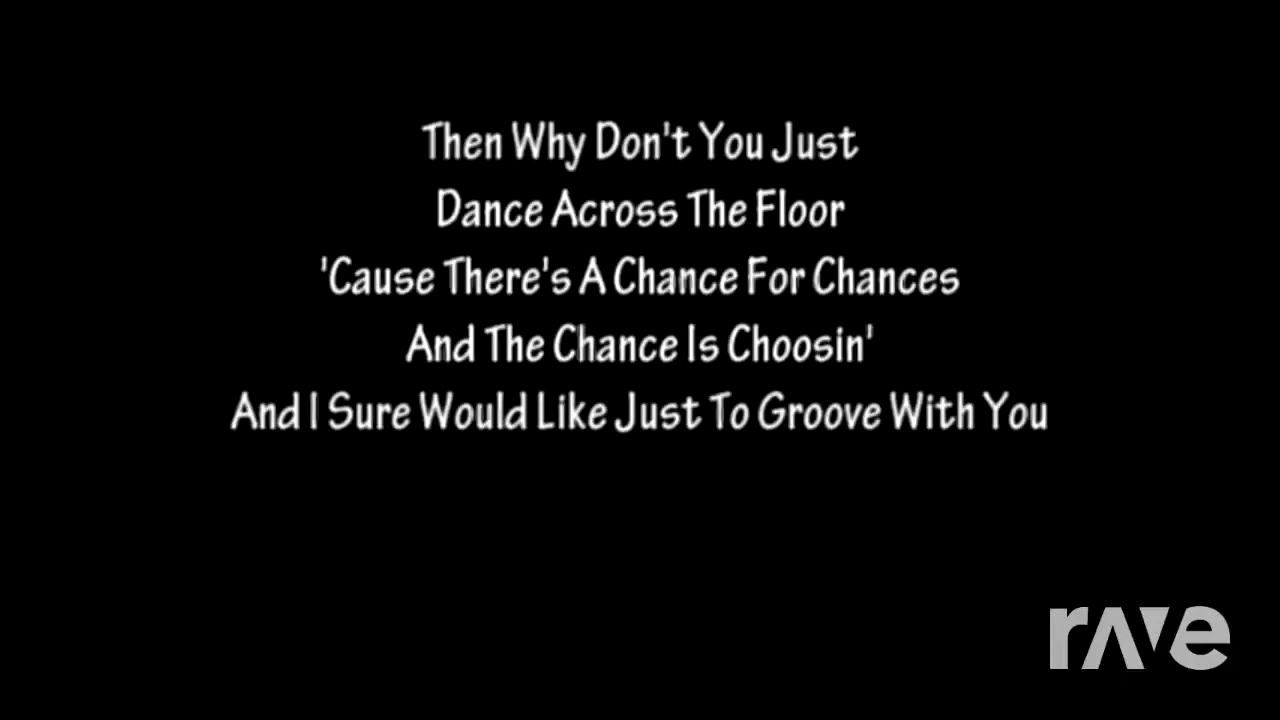 Then Why Don't You Just
Dance Across The Floor
'Cause There's A Chance For Chances
And The Chance Is Choosin'
And I Sure Would Like Just To Groove With You
rave